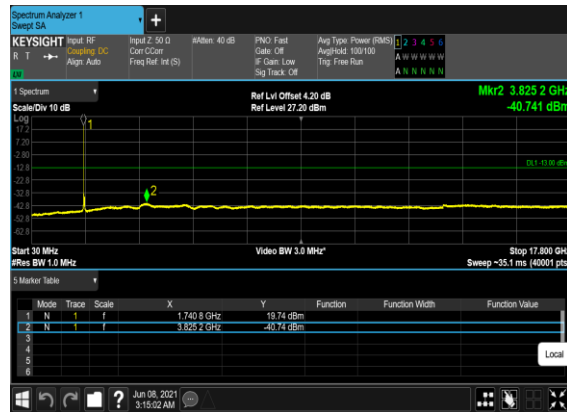 Spectrum Analyzer 1
Swept SA
+
KEYSIGHT
R T
Input: RF
Coupling: DC
Align: Auto
Input Z: 50 Ω
Corr CCorr
Freq Ref: Int (S)
#Atten: 40 dB
PNO: Fast
Gate: Off
IF Gain: Low
Sig Track: Off
Avg Type: Power (RMS)
Avg|Hold: 100/100
Trig: Free Run
1 2 3 4 5 6
A W W W W W
A N N N N N
1 Spectrum
Scale/Div 10 dB
Log
Ref Lvl Offset 4.20 dB
Ref Level 27.20 dBm
Mkr2 3.825 2 GHz
-40.741 dBm
17.2
7.20
-2.80
-12.8
-22.8
-32.8
-42.8
-52.8
-62.8
1
2
DL1 -13.00 dBm
Start 30 MHz
#Res BW 1.0 MHz
Video BW 3.0 MHz*
Stop 17.800 GHz
Sweep ~35.1 ms (40001 pts)
5 Marker Table
Mode Trace Scale X Y Function Function Width Function Value
1 N 1 f 1.740 8 GHz 19.74 dBm
2 N 1 f 3.825 2 GHz -40.74 dBm
3
4
5
6
Local
?
Jun 08, 2021
3:15:02 AM